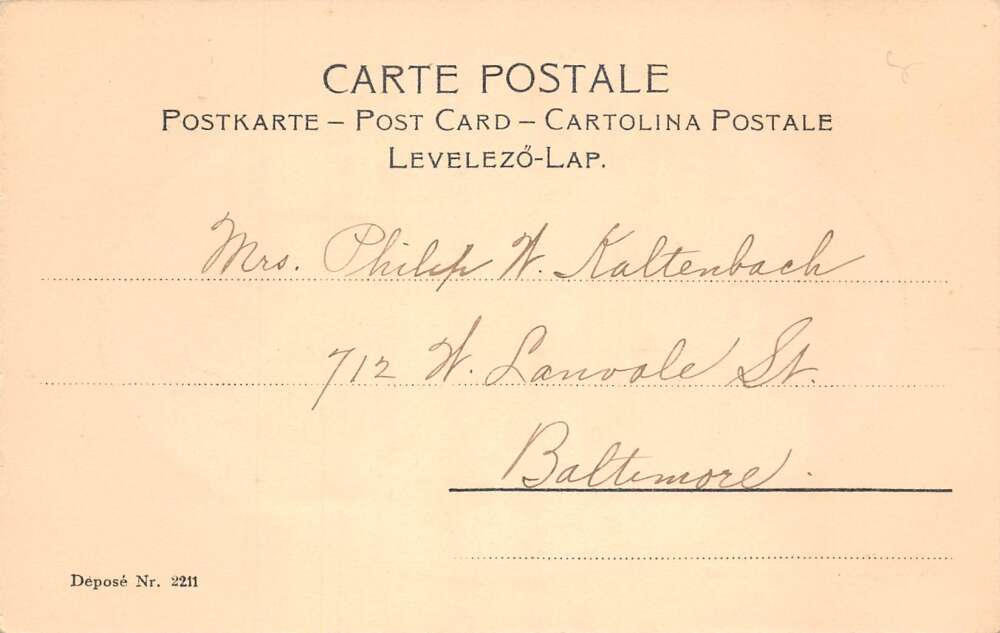 CARTE POSTALE
POSTKARTE – POST CARD – CARTOLINA POSTALE
LEVELEZŐ-LAP.
Mrs. Philip W. Kaltenbach
712 W. Lanvale St.
Baltimore.
Déposé Nr. 2211